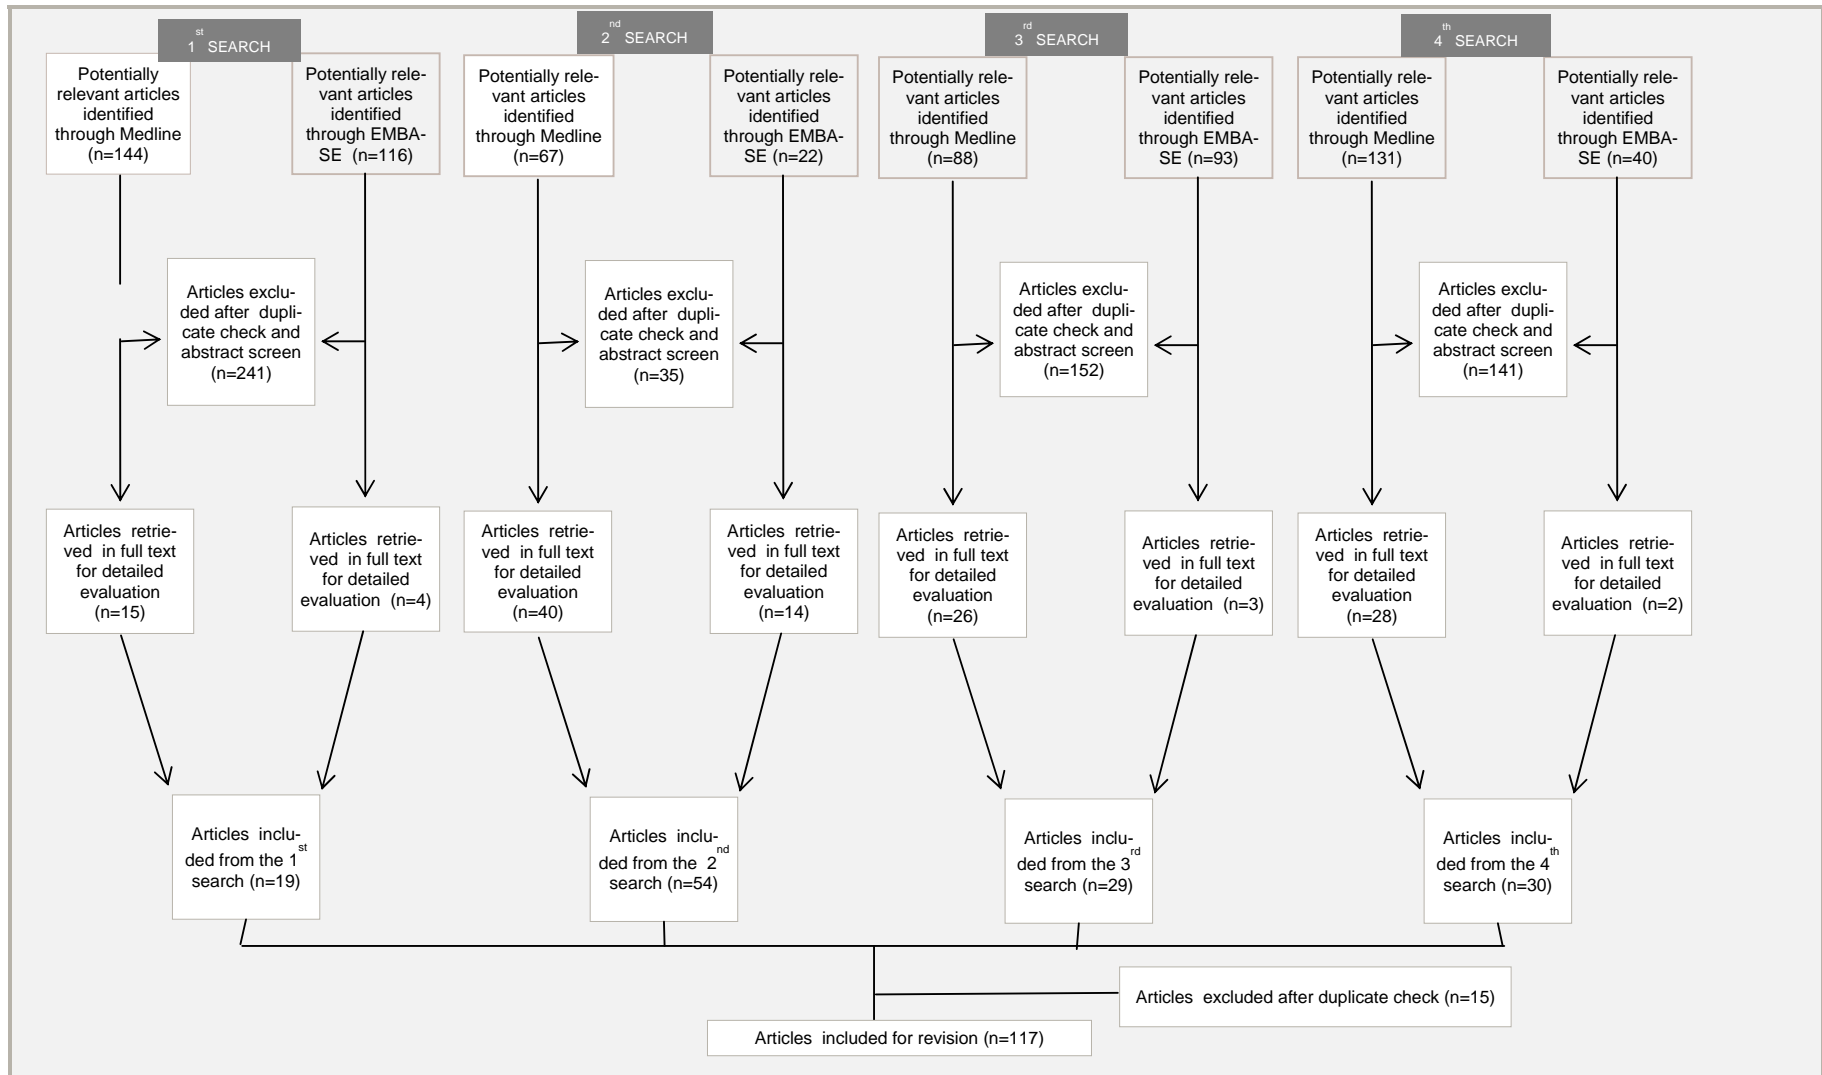 1st SEARCH
2nd SEARCH
3rd SEARCH
4th SEARCH
Potentially
relevant articles
identified
through Medline
(n=144)
Potentially rele-
vant articles
identified
through EMBA-
SE (n=116)
Potentially rele-
vant articles
identified
through Medline
(n=67)
Potentially rele-
vant articles
identified
through EMBA-
SE (n=22)
Potentially rele-
vant articles
identified
through Medline
(n=88)
Potentially rele-
vant articles
identified
through EMBA-
SE (n=93)
Potentially rele-
vant articles
identified
through Medline
(n=131)
Potentially rele-
vant articles
identified
through EMBA-
SE (n=40)
Articles exclu-
ded after dupli-
cate check and
abstract screen
(n=241)
Articles exclu-
ded after dupli-
cate check and
abstract screen
(n=35)
Articles exclu-
ded after dupli-
cate check and
abstract screen
(n=152)
Articles exclu-
ded after dupli-
cate check and
abstract screen
(n=141)
Articles retrie-
ved in full text
for detailed
evaluation
(n=15)
Articles retrie-
ved in full text
for detailed
evaluation (n=4)
Articles retrie-
ved in full text
for detailed
evaluation
(n=40)
Articles retrie-
ved in full text
for detailed
evaluation
(n=14)
Articles retrie-
ved in full text
for detailed
evaluation
(n=26)
Articles retrie-
ved in full text
for detailed
evaluation (n=3)
Articles retrie-
ved in full text
for detailed
evaluation
(n=28)
Articles retrie-
ved in full text
for detailed
evaluation (n=2)
Articles inclu-
ded from the 1st
search (n=19)
Articles inclu-
ded from the 2nd
search (n=54)
Articles inclu-
ded from the 3rd
search (n=29)
Articles inclu-
ded from the 4th
search (n=30)
Articles excluded after duplicate check (n=15)
Articles included for revision (n=117)